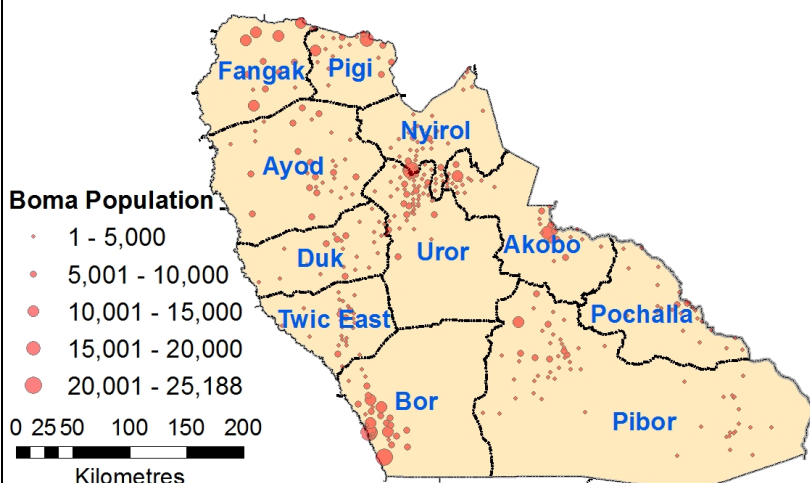 Fangak
Pigi
Nyirol
Ayod
Boma Population
1 - 5,000
5,001 - 10,000
10,001 - 15,000
15,001 - 20,000
20,001 - 25,188
Duk
Uror
Akobo
Twic East
Pochalla
Bor
Pibor
0 25 50 100 150 200
Kilometres